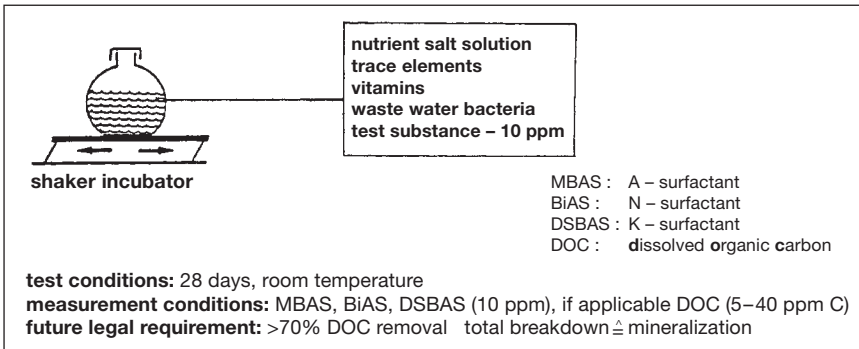 nutrient salt solution
trace elements
vitamins
waste water bacteria
test substance – 10 ppm
shaker incubator
MBAS : A – surfactant
BiAS : N – surfactant
DSBAS : K – surfactant
DOC : dissolved organic carbon
test conditions: 28 days, room temperature
measurement conditions: MBAS, BiAS, DSBAS (10 ppm), if applicable DOC (5–40 ppm C)
future legal requirement: >70% DOC removal total breakdown ≙ mineralization